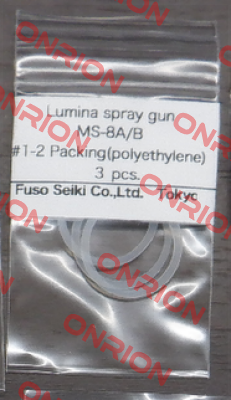 Lumina spray gun
MS-8A/B
#1-2 Packing(polyethylene)
3 pcs.
Fuso Seiki Co.,Ltd. Tokyo
ONRION
ONRION
ONRION
ONRION
ONRION
ONRION